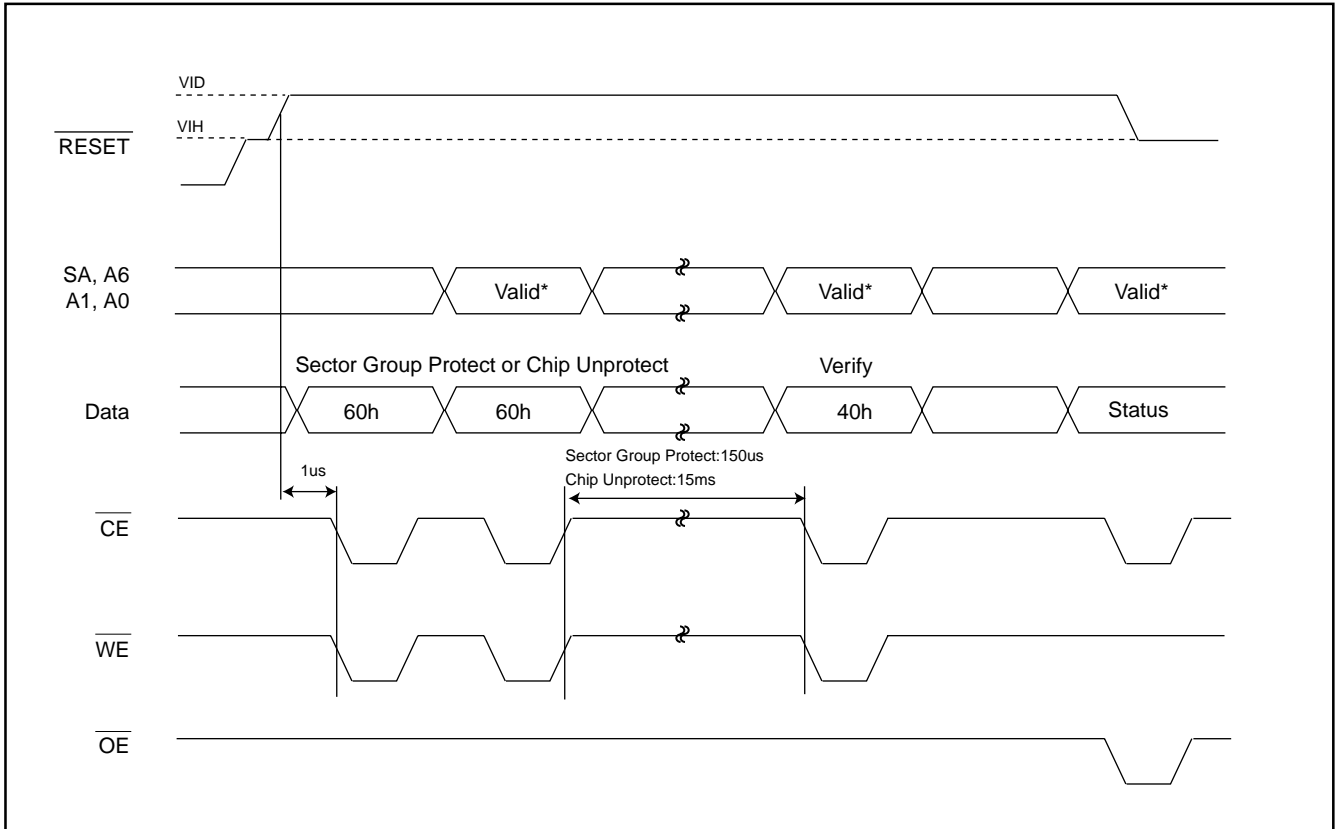 VID
VIH
RESET
SA, A6
A1, A0
Valid*
Valid*
Valid*
Sector Group Protect or Chip Unprotect
Verify
Data
60h
60h
40h
Status
1us
Sector Group Protect:150us
Chip Unprotect:15ms
CE
WE
OE